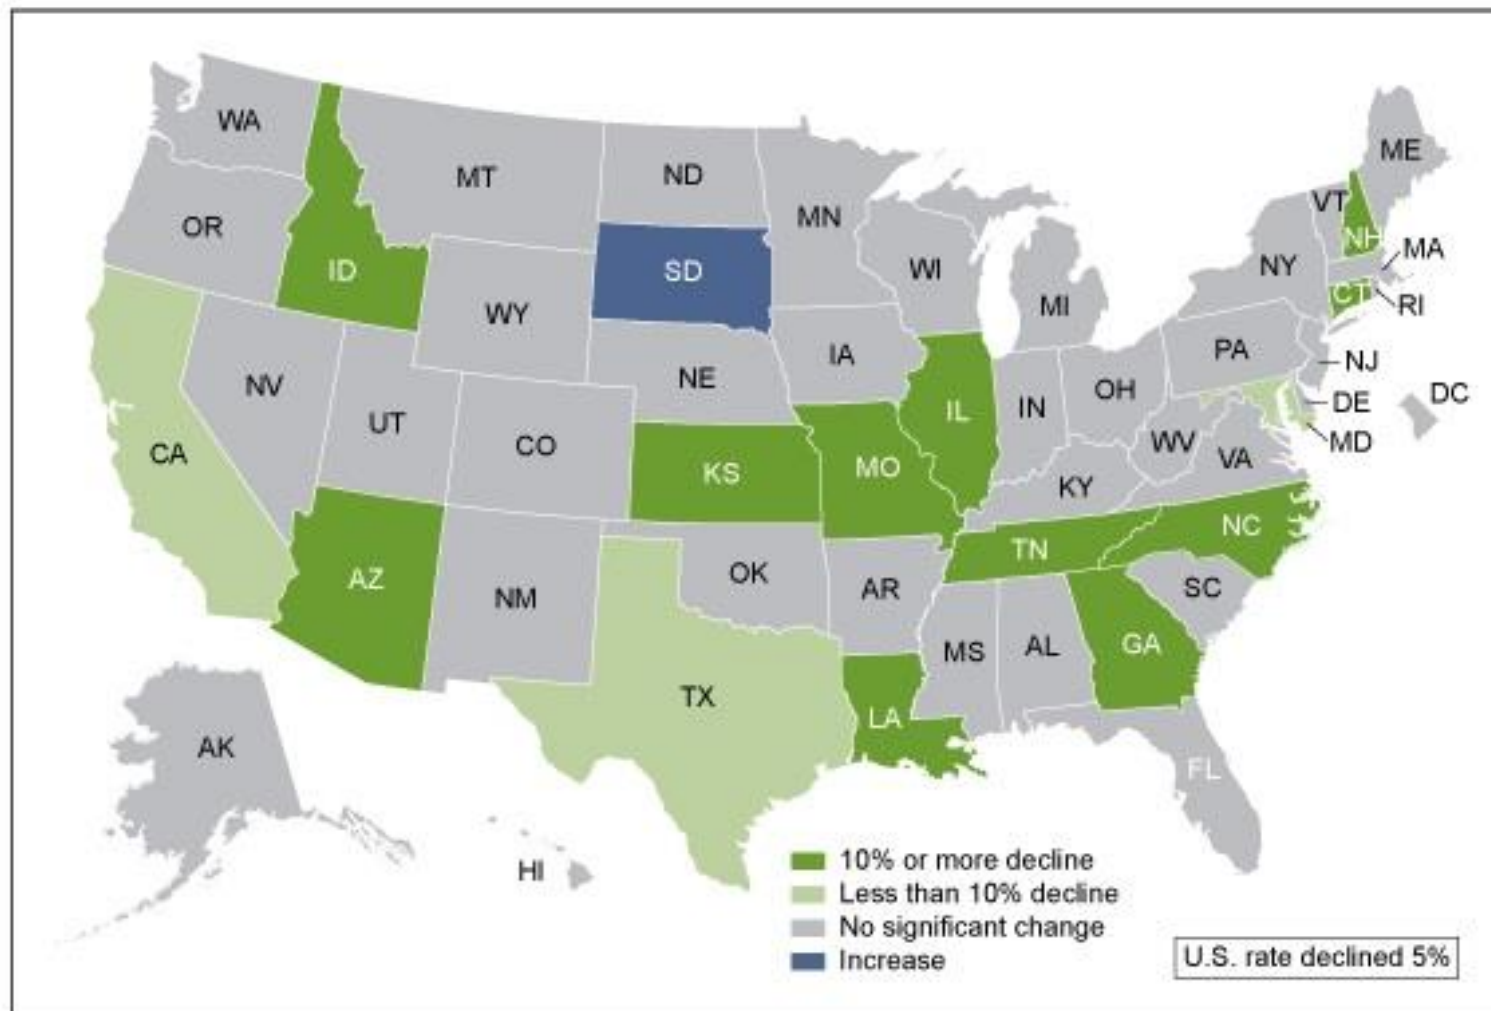 WA
MT
ND
ME
OR
ID
MN
VT
NH
MA
SD
WI
NY
WY
MI
CT
RI
IA
PA
NJ
NV
NE
IL
IN
OH
DE
DC
UT
CO
WV
MD
CA
KS
MO
VA
KY
NC
AZ
NM
OK
TN
AR
SC
MS
AL
GA
TX
LA
AK
FL
HI
10% or more decline
Less than 10% decline
No significant change
Increase
U.S. rate declined 5%